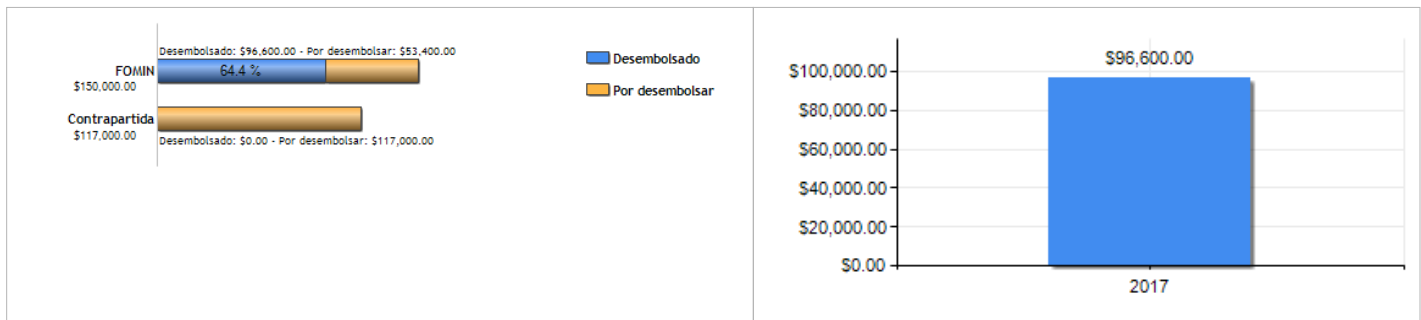 Desembolsado: $96,600.00 - Por desembolsar: $53,400.00
FOMIN
64.4 %
$150,000.00
Contrapartida
$117,000.00
Desembolsado: $0.00 - Por desembolsar: $117,000.00
Desembolsado
Por desembolsar
$96,600.00
$100,000.00
$80,000.00
$60,000.00
$40,000.00
$20,000.00
$0.00
2017